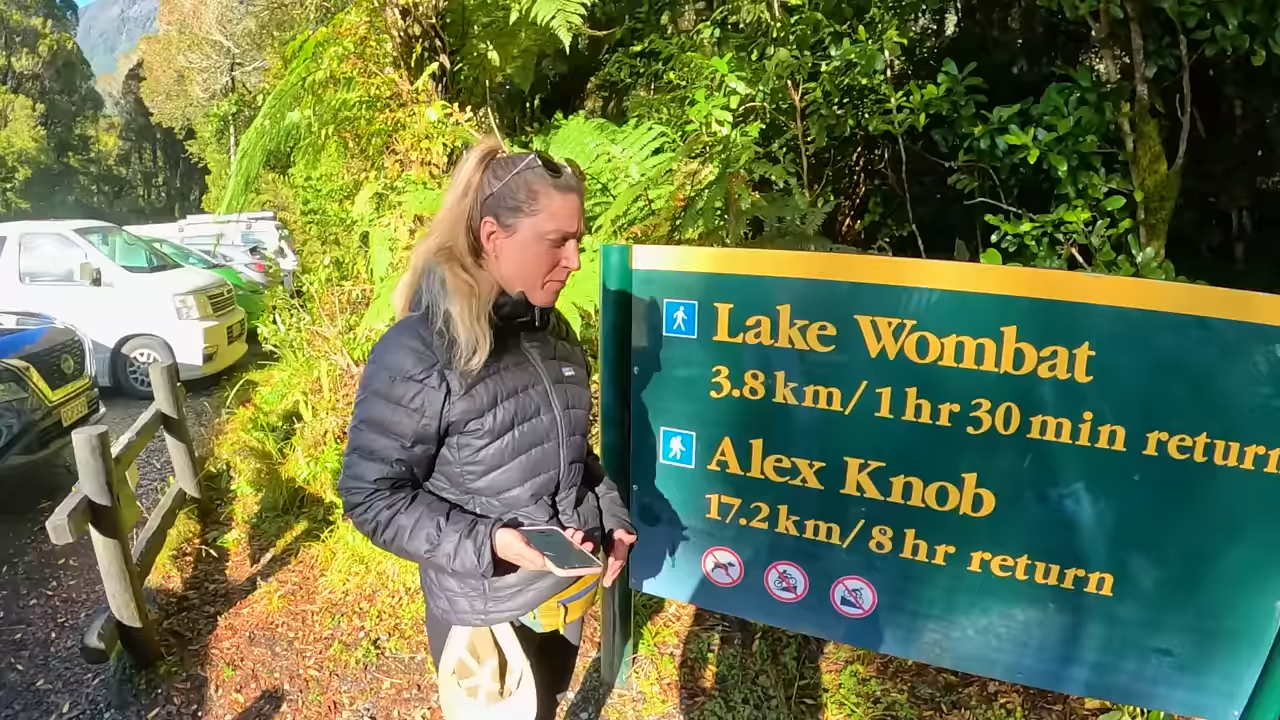 Lake Wombat
3.8 km/ 1 hr 30 min return
Alex Knob
17.2 km/ 8 hr return